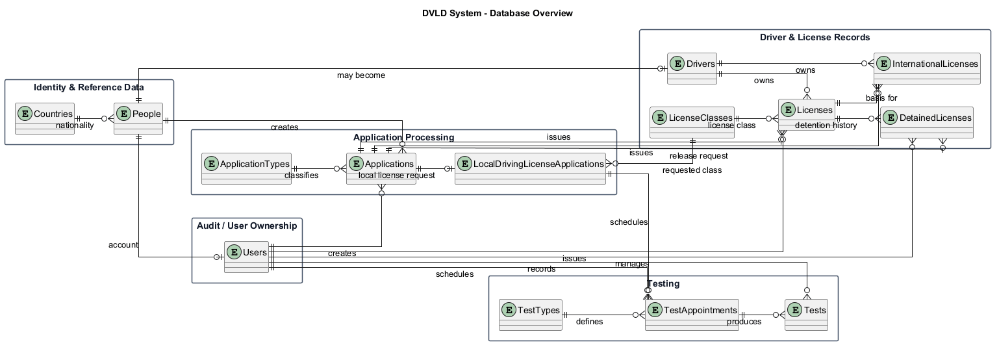 DVLD System - Database Overview
Driver & License Records
E Drivers
E InternationalLicenses
owns
owns
may become
Identity & Reference Data
E Countries
E People
nationality
basis for
E LicenseClasses
E Licenses
E DetainedLicenses
license class
detention history
creates
Application Processing
issues
issues
release request
requested class
E ApplicationTypes
E Applications
E LocalDrivingLicenseApplications
classifies
local license request
schedules
Audit / User Ownership
account
E Users
creates
issues
manages
records
schedules
Testing
E TestTypes
E TestAppointments
E Tests
defines
produces